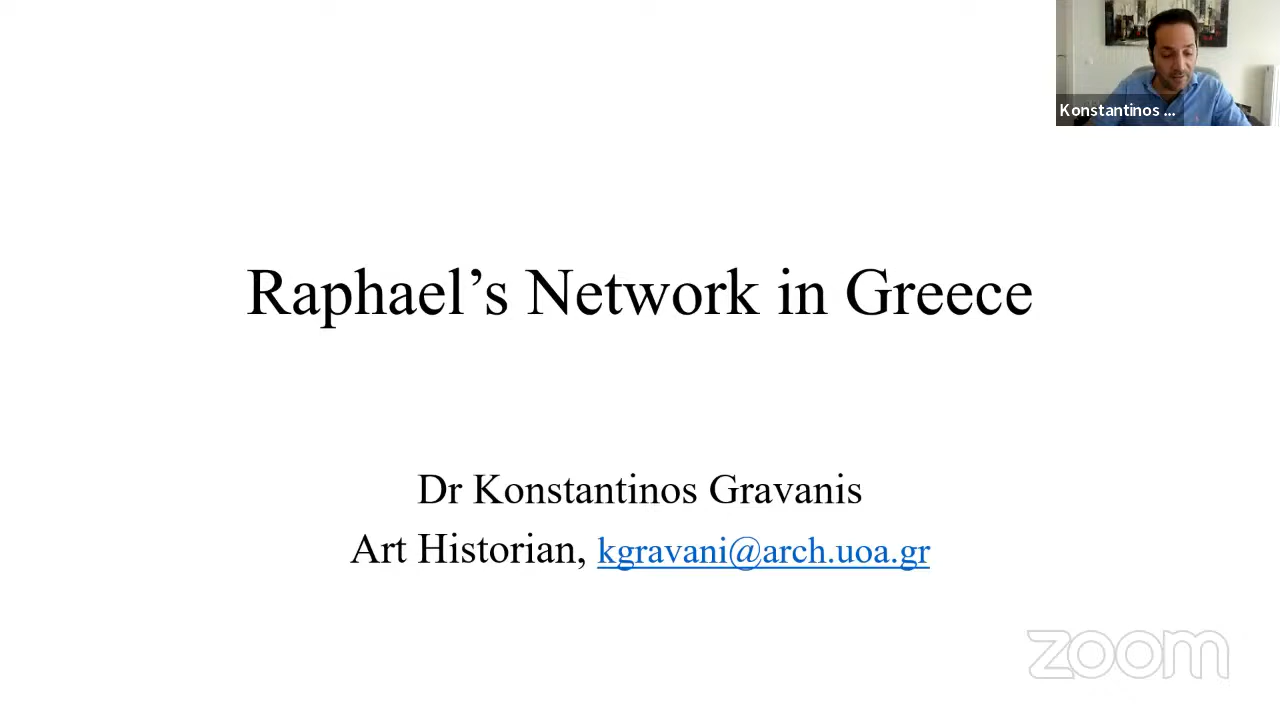 Konstantinos ...
Raphael’s Network in Greece
Dr Konstantinos Gravanis
Art Historian, kgravani@arch.uoa.gr
zoom